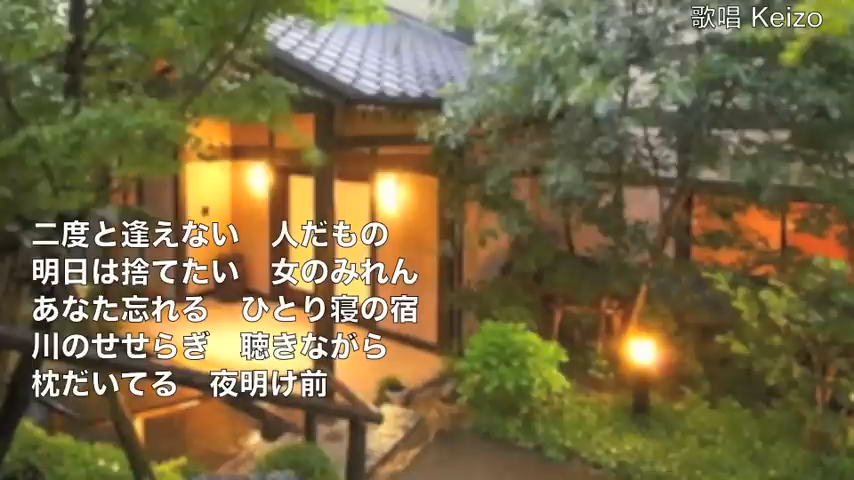 歌唱 Keizo
二度と逢えない　人だもの
明日は捨てたい　女のみれん
あなた忘れる　ひとり寝の宿
川のせせらぎ　聴きながら
枕だいてる　夜明け前